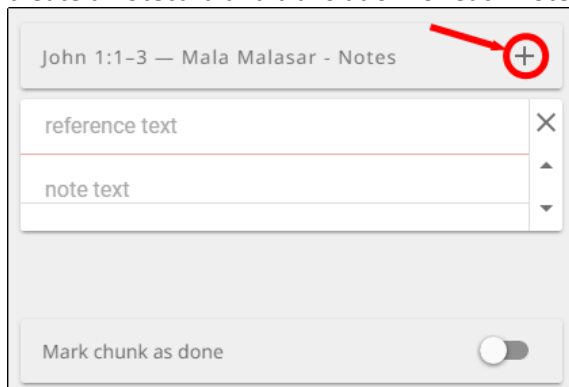 John 1:1–3 — Mala Malasar - Notes
reference text
note text
Mark chunk as done